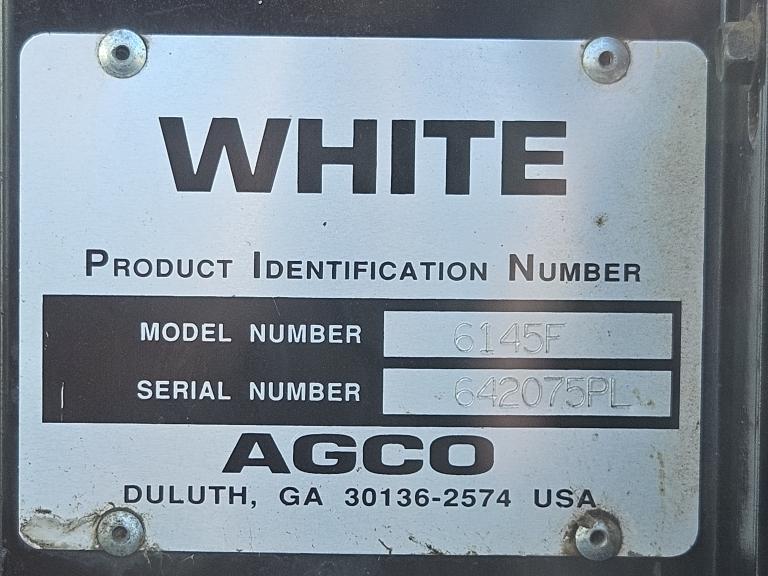 WHITE
PRODUCT IDENTIFICATION NUMBER
MODEL NUMBER 6145F
SERIAL NUMBER 642075PL
AGCO
DULUTH, GA 30136-2574 USA